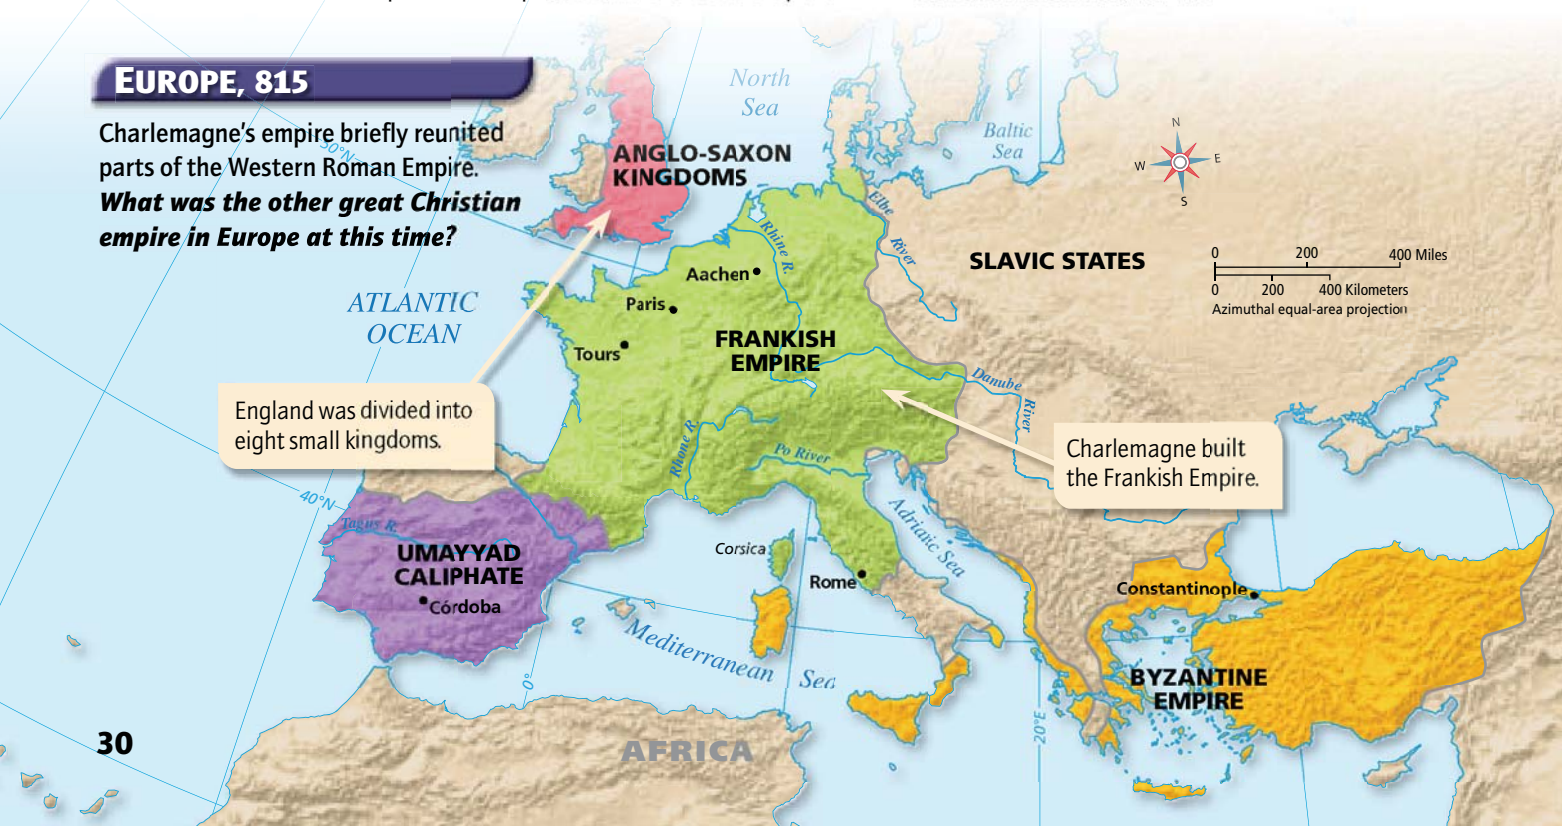 EUROPE, 815
Charlemagne's empire briefly reunited
parts of the Western Roman Empire.
What was the other great Christian
empire in Europe at this time?
50°N
North
Sea
Baltic
Sea
N
W
E
S
ANGLO-SAXON
KINGDOMS
Elbe
River
SLAVIC STATES
0 200 400 Miles
0 200 400 Kilometers
Azimuthal equal-area projection
Rhine R.
Aachen
Paris
Tours
ATLANTIC
OCEAN
FRANKISH
EMPIRE
Danube
River
England was divided into
eight small kingdoms.
Charlemagne built
the Frankish Empire.
Rhone R.
Po River
40°N
Tagus R.
UMAYYAD
CALIPHATE
Córdoba
Corsica
Rome
Adriatic Sea
Constantinople
Mediterranean Sea
BYZANTINE
EMPIRE
0°
20°E
AFRICA
30